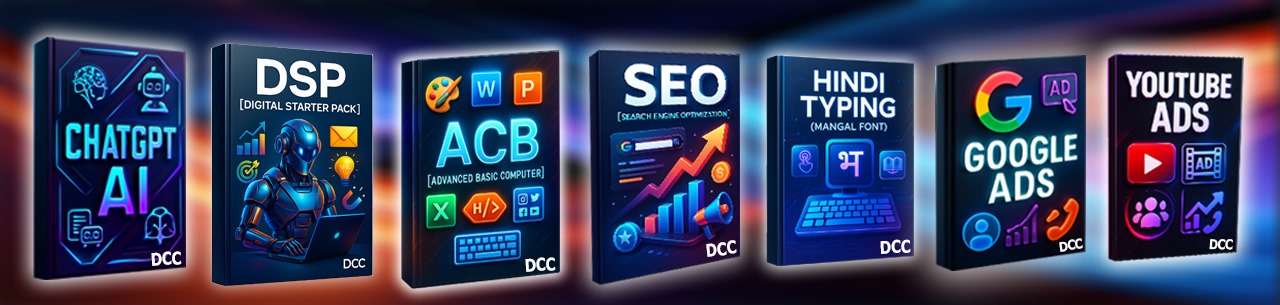 CHATGPT
AI
DCC
DSP
[DIGITAL STARTER PACK]
DCC
W
P
ACB
[ADVANCED BASIC COMPUTER]
X
H/>
DCC
SEO
[SEARCH ENGINE OPTIMIZATION]
G
$
DCC
HINDI
TYPING
(MANGAL FONT)
भ
DCC
G
AD
GOOGLE
ADS
DCC
YOUTUBE
ADS
AD
DCC